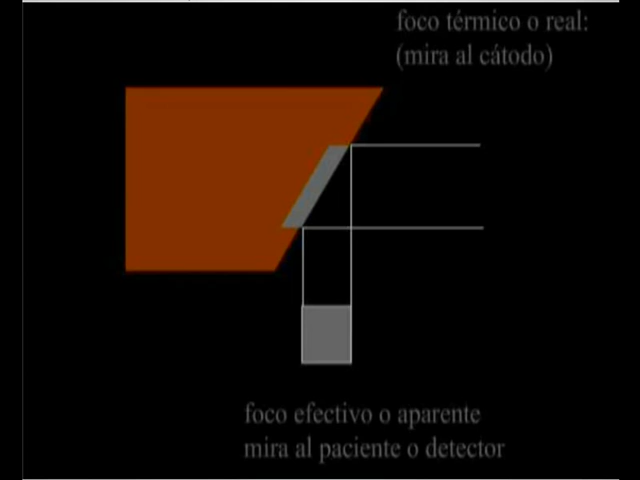 foco térmico o real:
(mira al cátodo)
foco efectivo o aparente
mira al paciente o detector